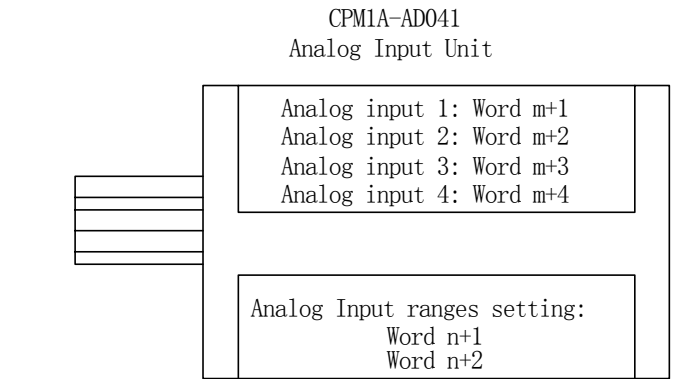 CPM1A-AD041
Analog Input Unit
Analog input 1: Word m+1
Analog input 2: Word m+2
Analog input 3: Word m+3
Analog input 4: Word m+4
Analog Input ranges setting:
Word n+1
Word n+2